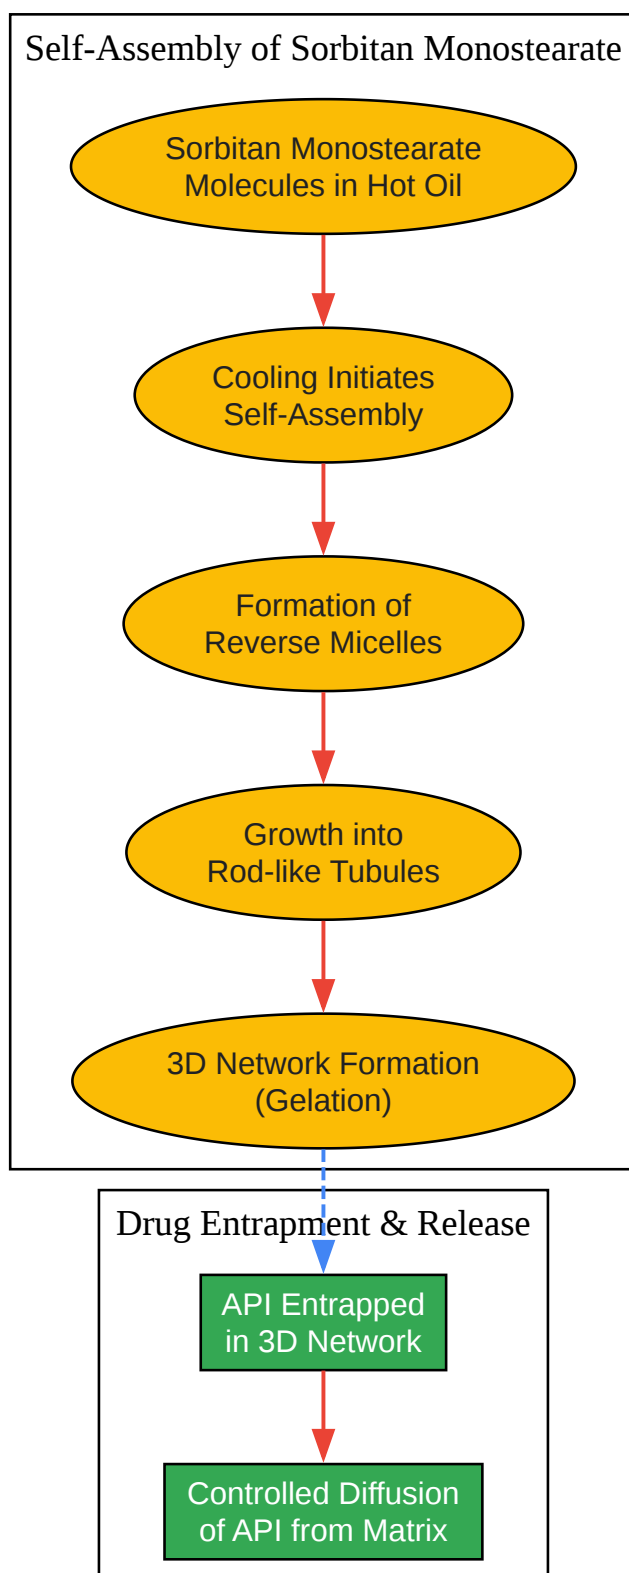 Self-Assembly of Sorbitan Monostearate
Sorbitan Monostearate
Molecules in Hot Oil
Cooling Initiates
Self-Assembly
Formation of
Reverse Micelles
Growth into
Rod-like Tubules
3D Network Formation
(Gelation)
Drug Entrapment & Release
API Entrapped
in 3D Network
Controlled Diffusion
of API from Matrix